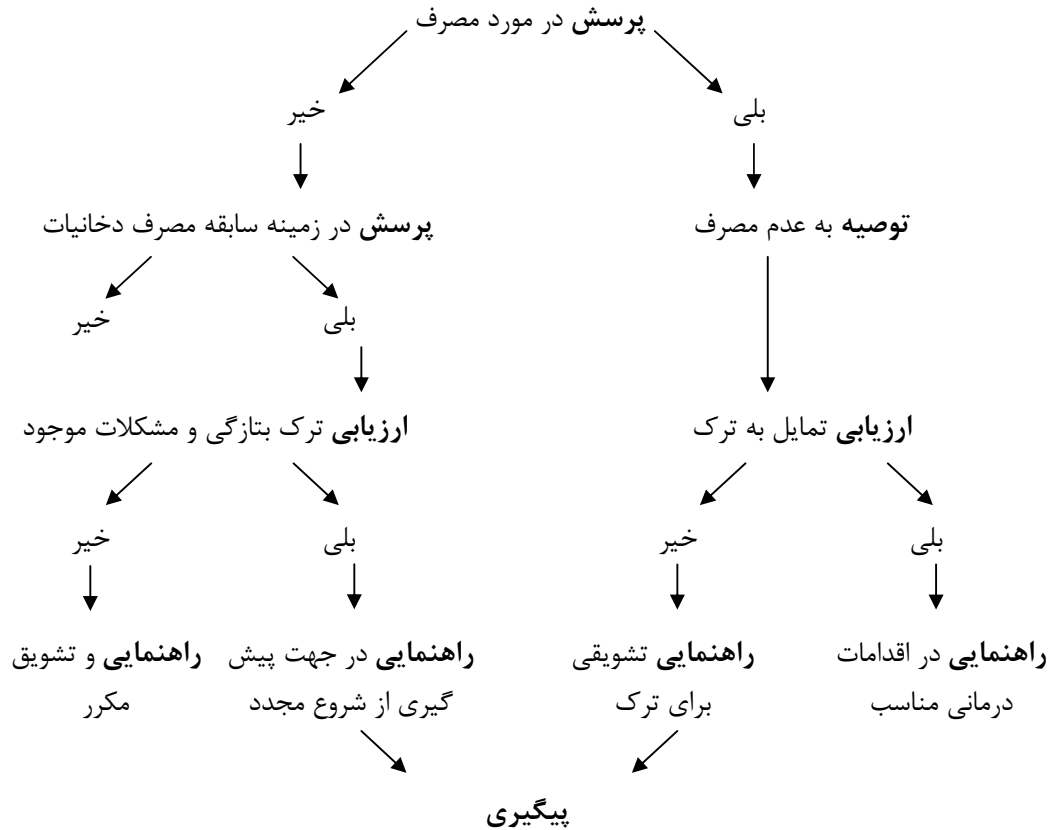 پرسش در مورد مصرف
بلی
خیر
توصیه به عدم مصرف
پرسش در زمینه سابقه مصرف دخانیات
بلی
خیر
ارزیابی تمایل به ترک
ارزیابی ترک بتازگی و مشکلات موجود
بلی
خیر
بلی
خیر
راهنمایی در اقدامات
درمانی مناسب
راهنمایی تشویقی
برای ترک
راهنمایی در جهت پیش
گیری از شروع مجدد
راهنمایی و تشویق
مکرر
پیگیری